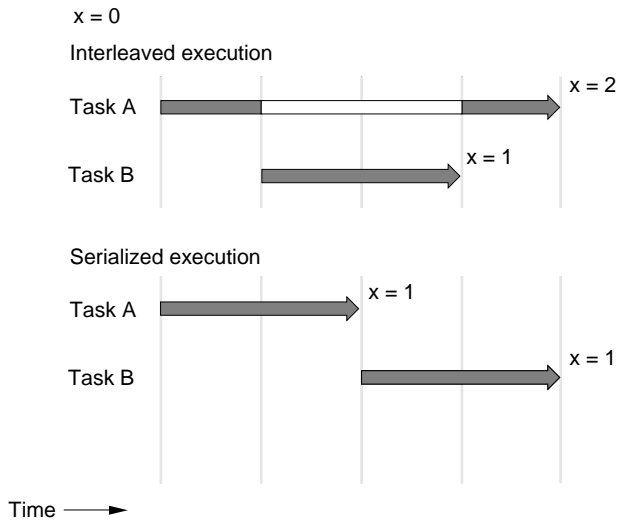 x = 0
Interleaved execution
x = 2
Task A
x = 1
Task B
Serialized execution
x = 1
Task A
x = 1
Task B
Time